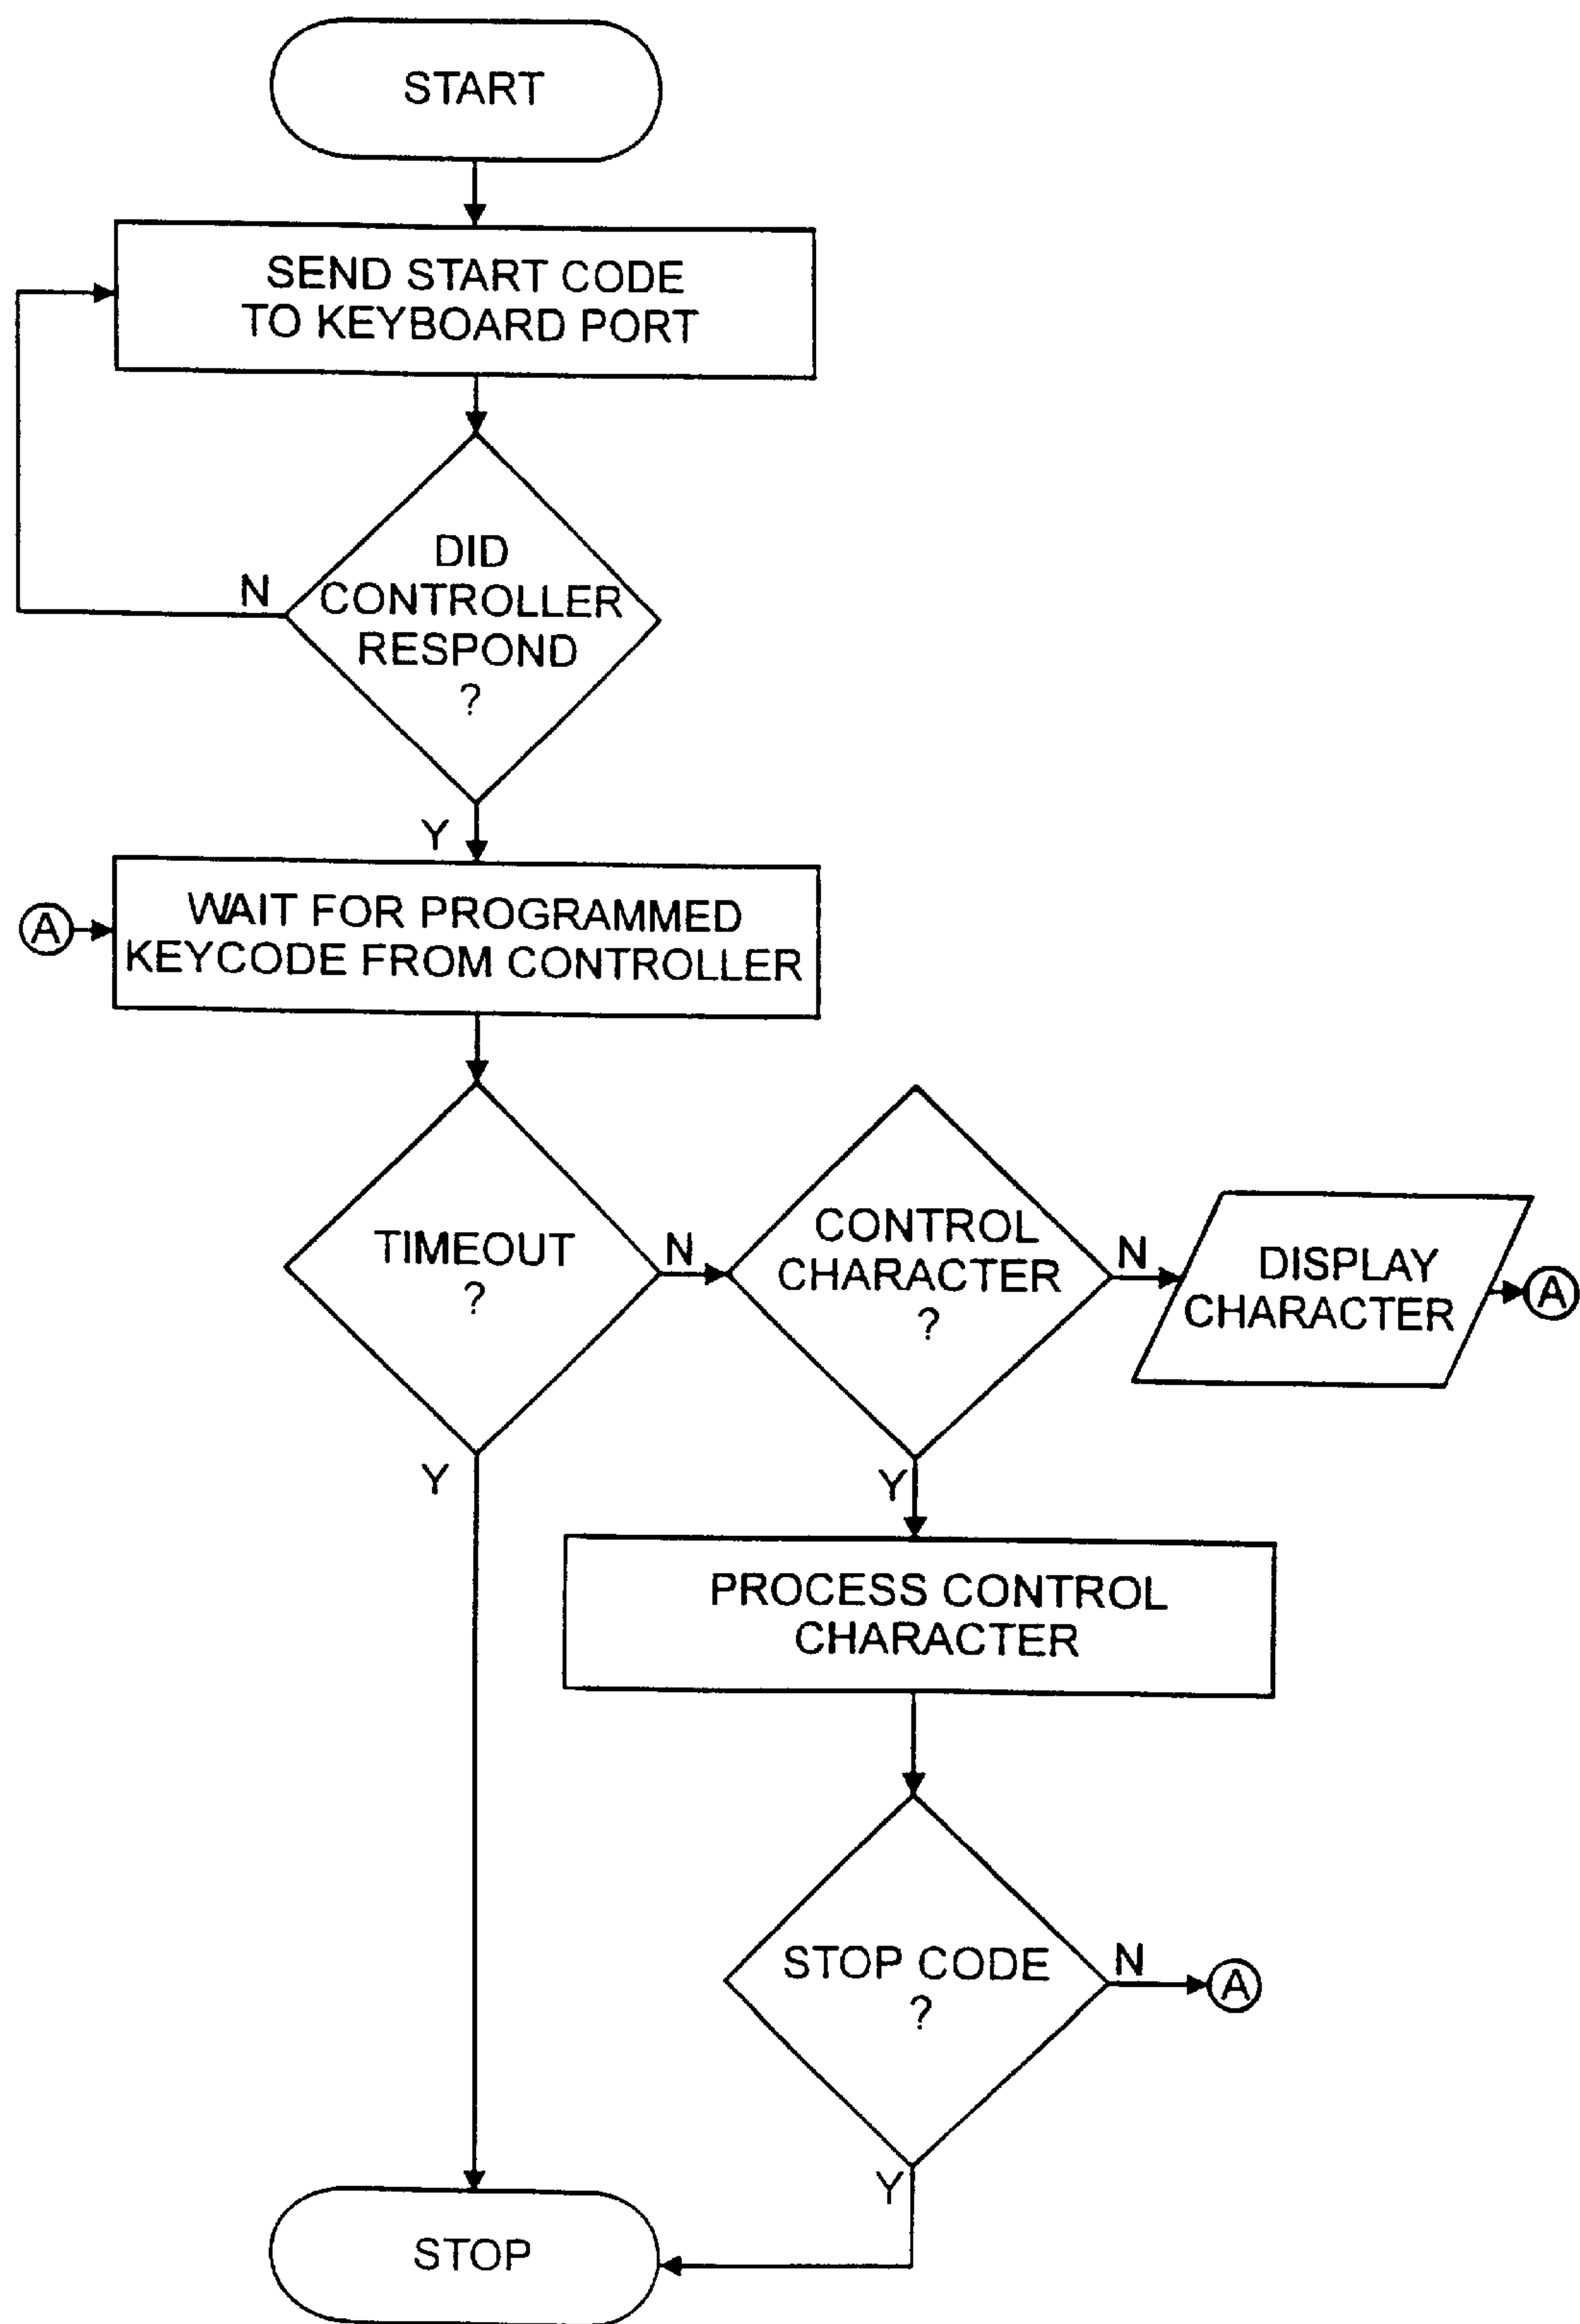 START
SEND START CODE
TO KEYBOARD PORT
DID
CONTROLLER
RESPOND
?
N
Y
A
WAIT FOR PROGRAMMED
KEYCODE FROM CONTROLLER
TIMEOUT
?
N
CONTROL
CHARACTER
?
N
DISPLAY
CHARACTER
A
Y
Y
PROCESS CONTROL
CHARACTER
STOP CODE
?
N
A
Y
STOP